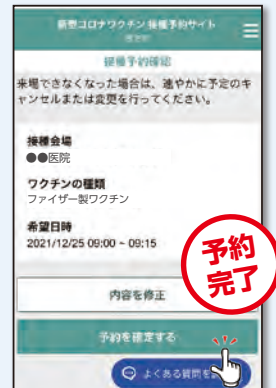 新型コロナワクチン接種予約サイト
接種予約確認
来場できなくなった場合は、速やかに予定のキ
ャンセルまたは変更を行ってください。
接種会場
●●医院
ワクチンの種類
ファイザー製ワクチン
希望日時
2021/12/25 09:00 ~ 09:15
予約
完了
内容を修正
予約を確定する
よくある質問を